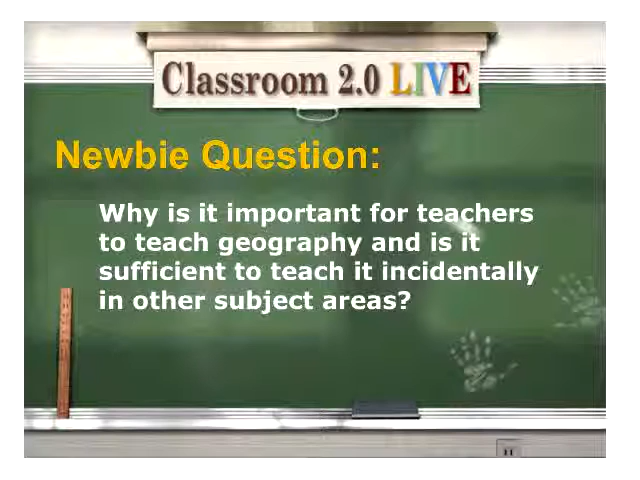 Classroom 2.0 LIVE
Newbie Question:
Why is it important for teachers
to teach geography and is it
sufficient to teach it incidentally
in other subject areas?